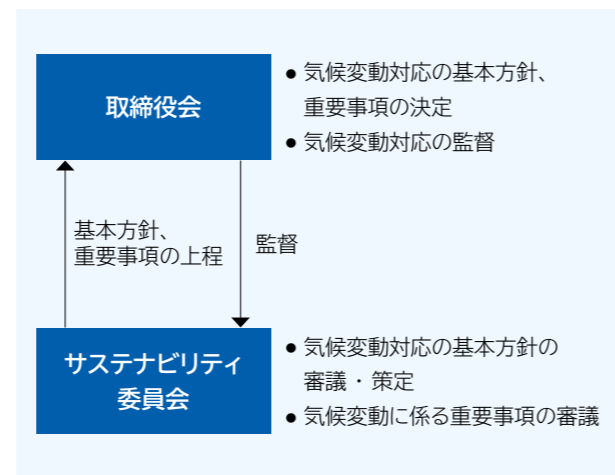 取締役会
● 気候変動対応の基本方針、
重要事項の決定
● 気候変動対応の監督
基本方針、
重要事項の上程
監督
サステナビリティ
委員会
● 気候変動対応の基本方針の
審議・策定
● 気候変動に係る重要事項の審議